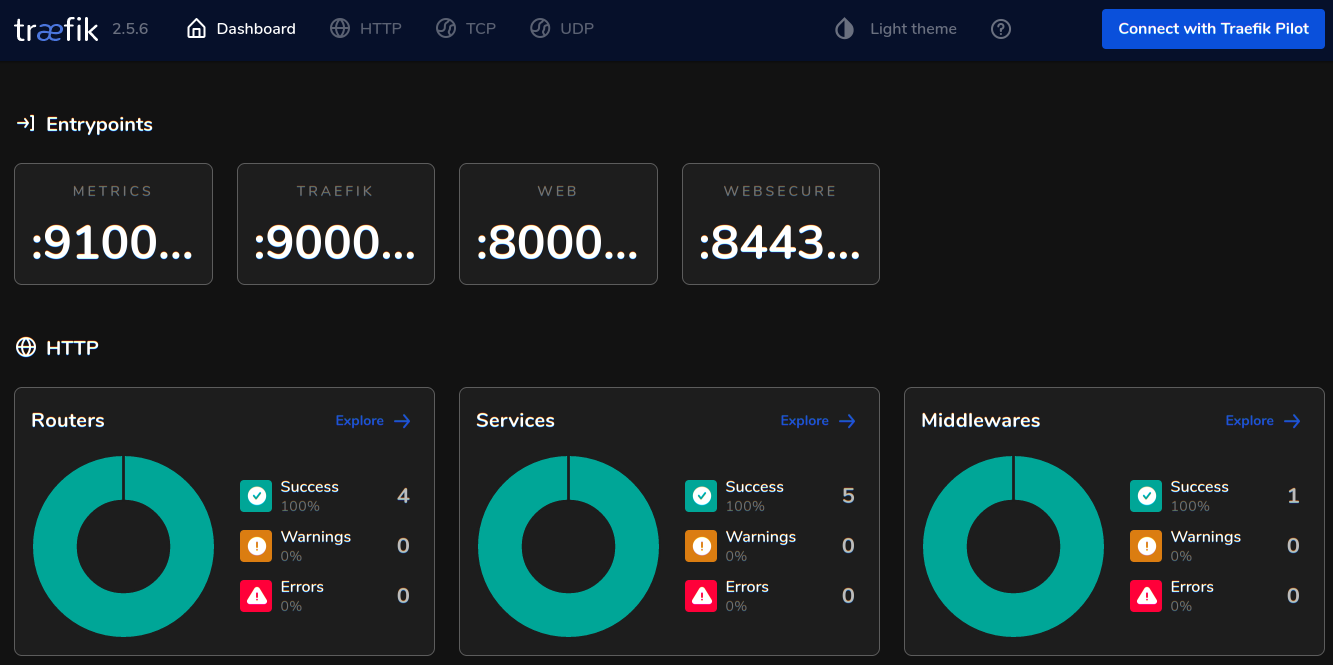 træfik 2.5.6 Dashboard HTTP TCP UDP Light theme Connect with Traefik Pilot
Entrypoints
METRICS TRAEFIK WEB WEBSECURE
:9100... :9000... :8000... :8443...
HTTP
Routers Explore Services Explore Middlewares Explore
Success 4 Success 5 Success 1
100% 100% 100%
Warnings 0 Warnings 0 Warnings 0
0% 0% 0%
Errors 0 Errors 0 Errors 0
0% 0% 0%